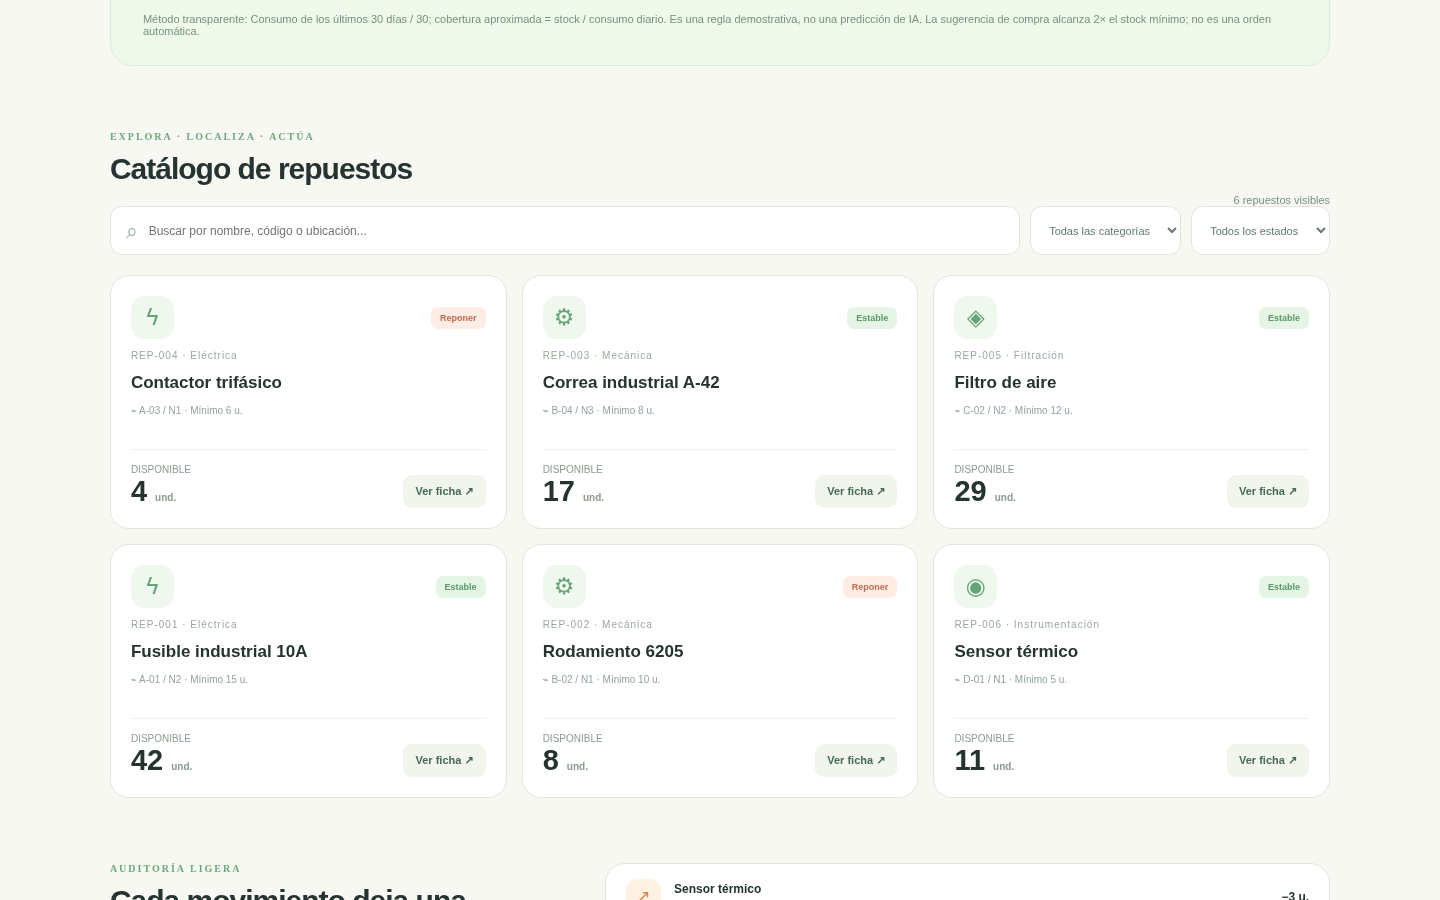 Método transparente: Consumo de los últimos 30 días / 30; cobertura aproximada = stock / consumo diario. Es una regla demostrativa, no una predicción de IA. La sugerencia de compra alcanza 2× el stock mínimo; no es una orden
automática.
EXPLORA · LOCALIZA · ACTÚA
Catálogo de repuestos
6 repuestos visibles
Buscar por nombre, código o ubicación...
Todas las categorías
Todos los estados
Reponer
REP-004 · Eléctrica
Contactor trifásico
⌁ A-03 / N1 · Mínimo 6 u.
DISPONIBLE
4 und.
Ver ficha ↗
Estable
REP-003 · Mecánica
Correa industrial A-42
⌁ B-04 / N3 · Mínimo 8 u.
DISPONIBLE
17 und.
Ver ficha ↗
Estable
REP-005 · Filtración
Filtro de aire
⌁ C-02 / N2 · Mínimo 12 u.
DISPONIBLE
29 und.
Ver ficha ↗
Estable
REP-001 · Eléctrica
Fusible industrial 10A
⌁ A-01 / N2 · Mínimo 15 u.
DISPONIBLE
42 und.
Ver ficha ↗
Reponer
REP-002 · Mecánica
Rodamiento 6205
⌁ B-02 / N1 · Mínimo 10 u.
DISPONIBLE
8 und.
Ver ficha ↗
Estable
REP-006 · Instrumentación
Sensor térmico
⌁ D-01 / N1 · Mínimo 5 u.
DISPONIBLE
11 und.
Ver ficha ↗
AUDITORÍA LIGERA
Cada movimiento deja una
Sensor térmico
−3 u.